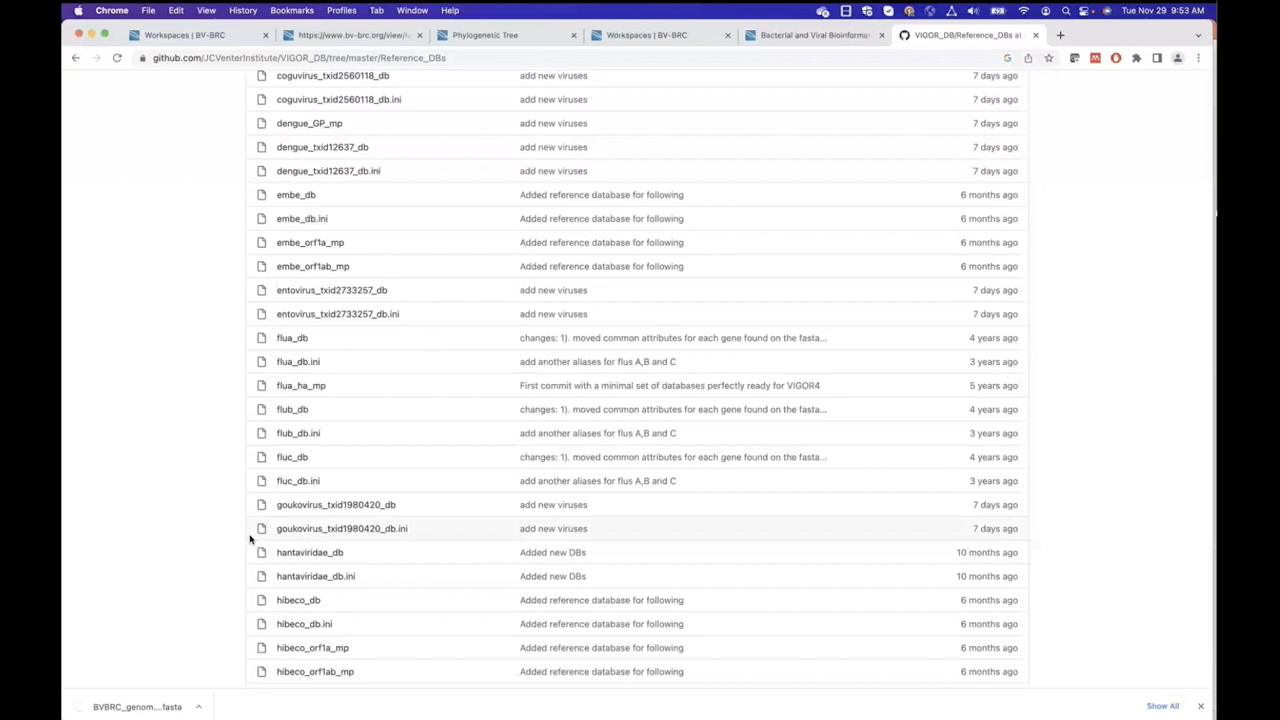 Chrome File Edit View History Bookmarks Profiles Tab Window Help Tue Nov 29 9:53 AM
Workspaces | BV-BRC https://www.bv-brc.org/view/ Phylogenetic Tree Workspaces | BV-BRC Bacterial and Viral Bioinforma VIGOR_DB/Reference_DBs at
github.com/JCVenterInstitute/VIGOR_DB/tree/master/Reference_DBs
coguvirus_txid2560118_db add new viruses 7 days ago
coguvirus_txid2560118_db.ini add new viruses 7 days ago
dengue_GP_mp add new viruses 7 days ago
dengue_txid12637_db add new viruses 7 days ago
dengue_txid12637_db.ini add new viruses 7 days ago
embe_db Added reference database for following 6 months ago
embe_db.ini Added reference database for following 6 months ago
embe_orf1a_mp Added reference database for following 6 months ago
embe_orf1ab_mp Added reference database for following 6 months ago
entovirus_txid2733257_db add new viruses 7 days ago
entovirus_txid2733257_db.ini add new viruses 7 days ago
flua_db changes: 1). moved common attributes for each gene found on the fasta... 4 years ago
flua_db.ini add another aliases for flus A,B and C 3 years ago
flua_ha_mp First commit with a minimal set of databases perfectly ready for VIGOR4 5 years ago
flub_db changes: 1). moved common attributes for each gene found on the fasta... 4 years ago
flub_db.ini add another aliases for flus A,B and C 3 years ago
fluc_db changes: 1). moved common attributes for each gene found on the fasta... 4 years ago
fluc_db.ini add another aliases for flus A,B and C 3 years ago
goukovirus_txid1980420_db add new viruses 7 days ago
goukovirus_txid1980420_db.ini add new viruses 7 days ago
hantaviridae_db Added new DBs 10 months ago
hantaviridae_db.ini Added new DBs 10 months ago
hibeco_db Added reference database for following 6 months ago
hibeco_db.ini Added reference database for following 6 months ago
hibeco_orf1a_mp Added reference database for following 6 months ago
hibeco_orf1ab_mp Added reference database for following 6 months ago
BVBRC_genom....fasta Show All